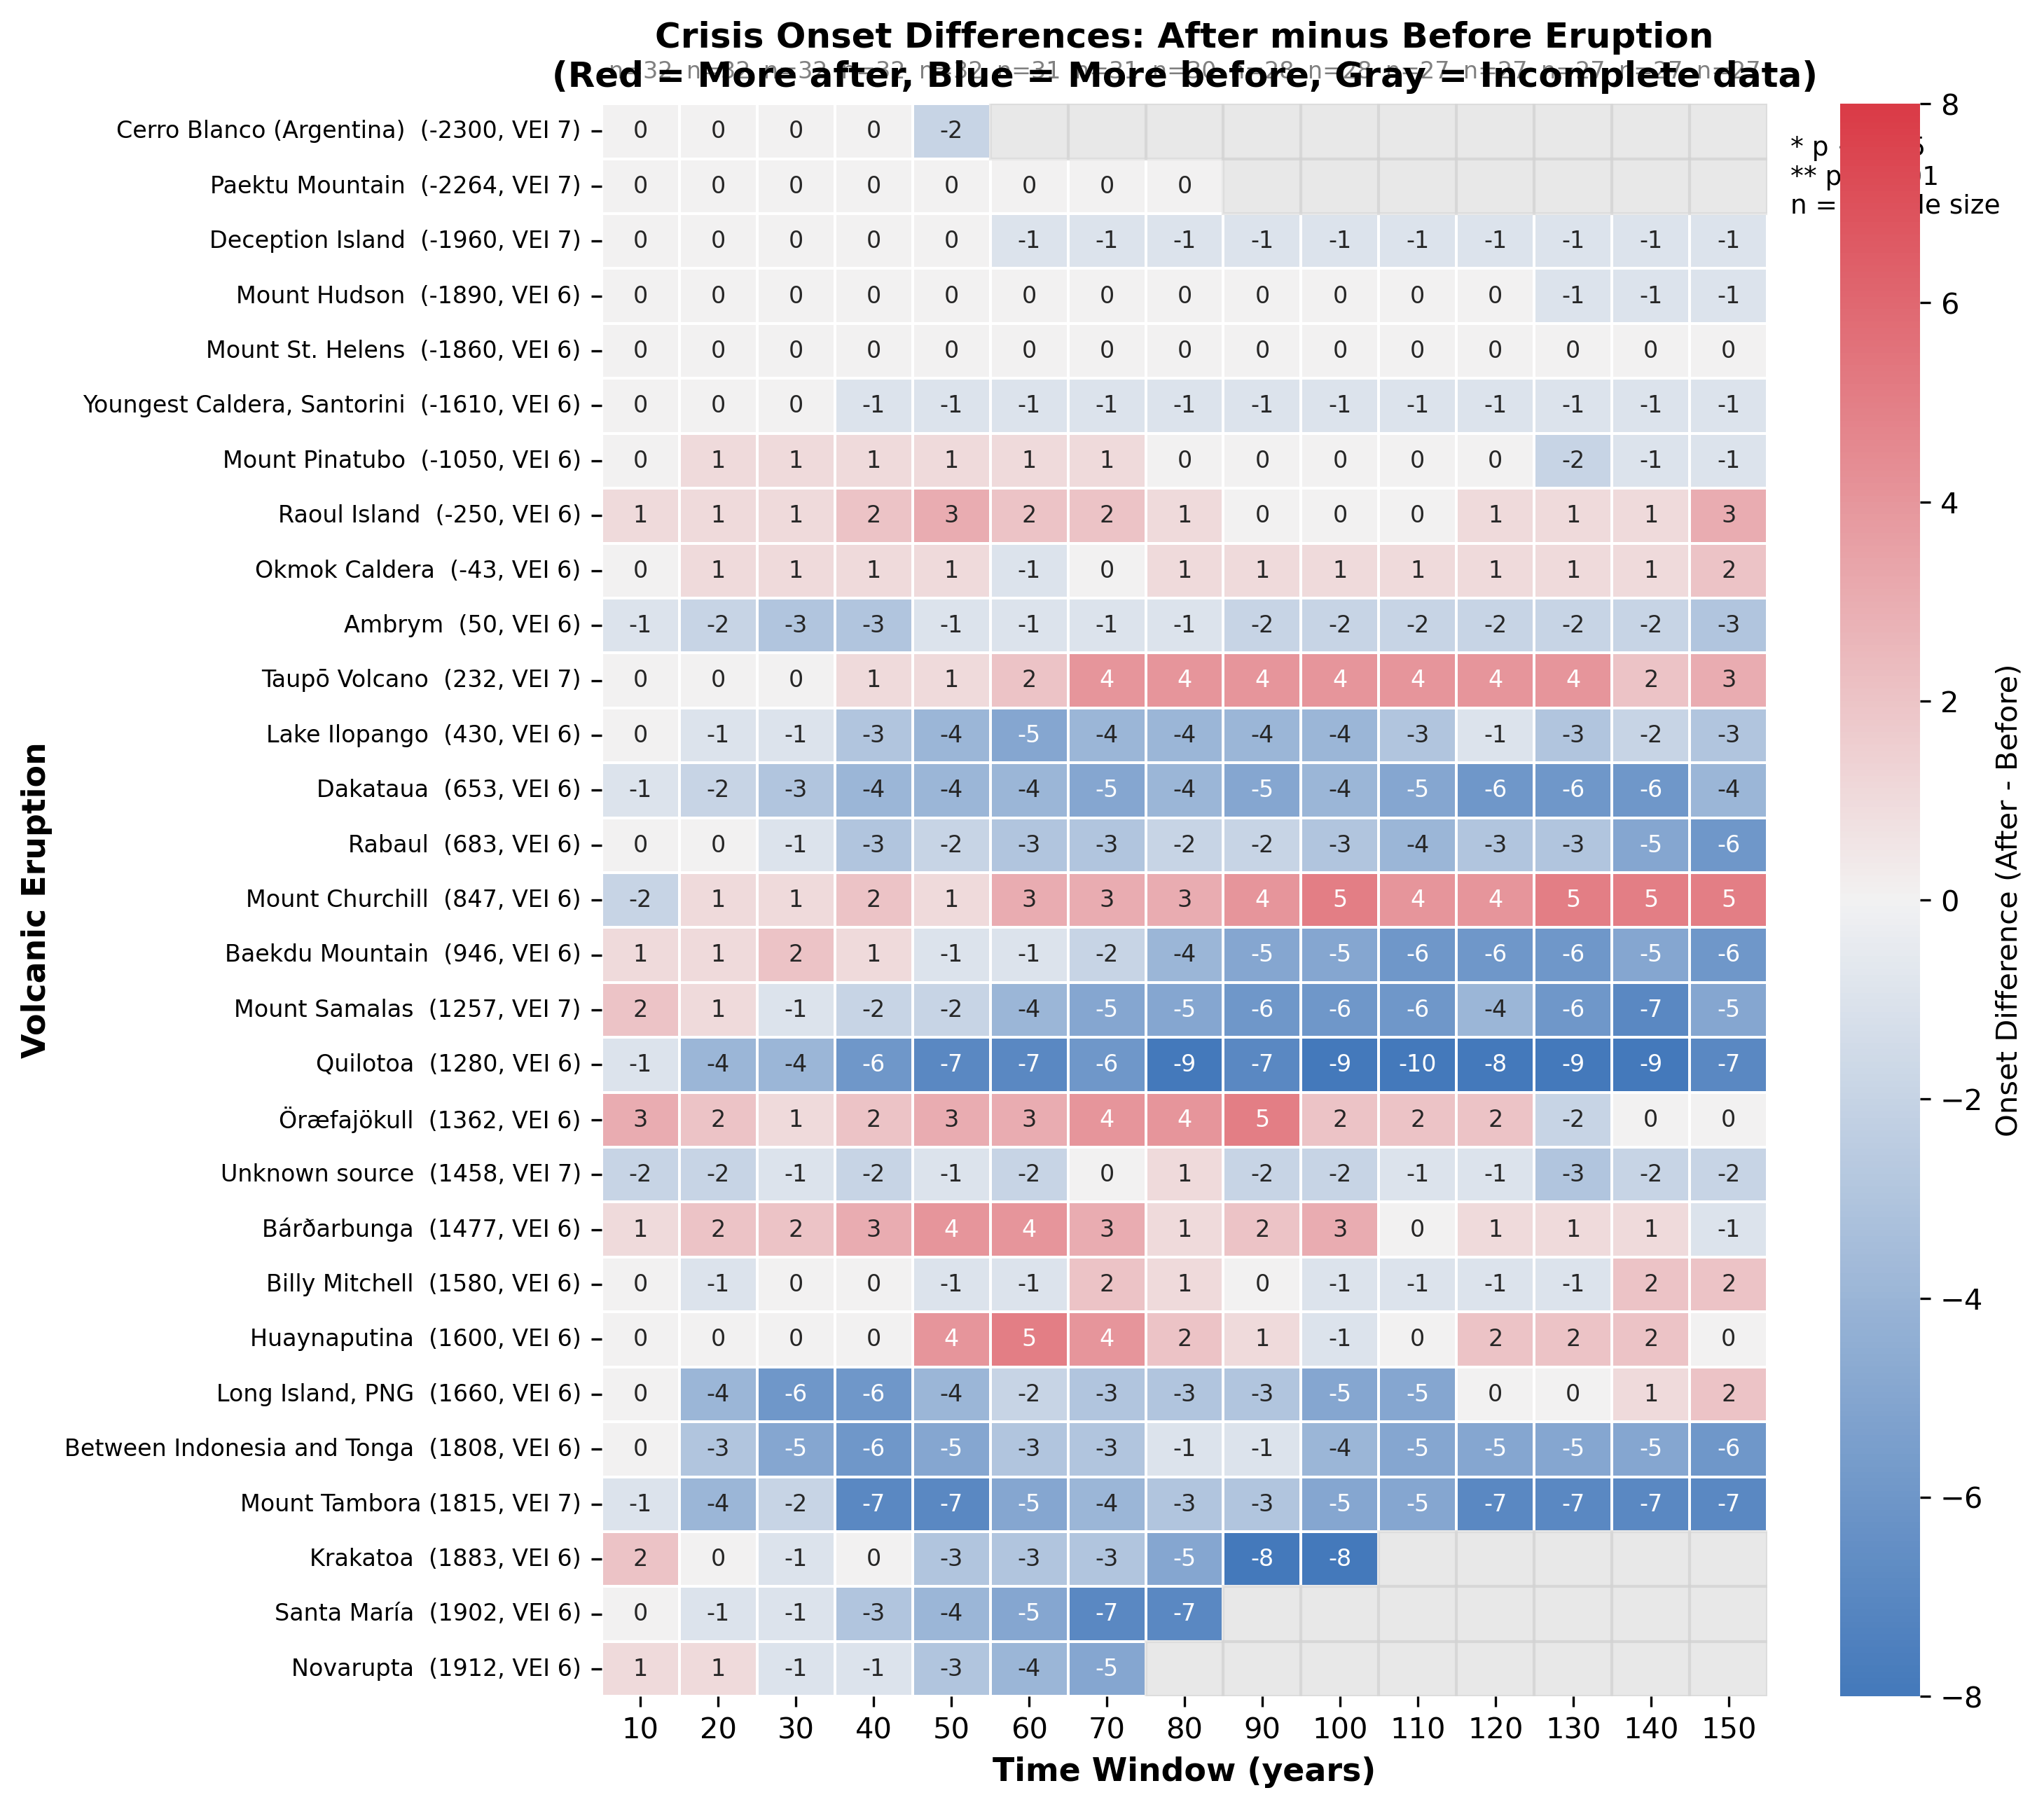 Crisis Onset Differences: After minus Before Eruption
(Red = More after, Blue = More before, Gray = Incomplete data)
n=32 n=32 n=32 n=32 n=32 n=31 n=31 n=30 n=28 n=28 n=27 n=27 n=27 n=27 n=27
Cerro Blanco (Argentina) (-2300, VEI 7) 0 0 0 0 -2
Paektu Mountain (-2264, VEI 7) 0 0 0 0 0 0 0 0
Deception Island (-1960, VEI 7) 0 0 0 0 0 -1 -1 -1 -1 -1 -1 -1 -1 -1 -1
Mount Hudson (-1890, VEI 6) 0 0 0 0 0 0 0 0 0 0 0 0 -1 -1 -1
Mount St. Helens (-1860, VEI 6) 0 0 0 0 0 0 0 0 0 0 0 0 0 0 0
Youngest Caldera, Santorini (-1610, VEI 6) 0 0 0 -1 -1 -1 -1 -1 -1 -1 -1 -1 -1 -1 -1
Mount Pinatubo (-1050, VEI 6) 0 1 1 1 1 1 1 0 0 0 0 0 -2 -1 -1
Raoul Island (-250, VEI 6) 1 1 1 2 3 2 2 1 0 0 0 1 1 1 3
Okmok Caldera (-43, VEI 6) 0 1 1 1 1 -1 0 1 1 1 1 1 1 1 2
Ambrym (50, VEI 6) -1 -2 -3 -3 -1 -1 -1 -1 -2 -2 -2 -2 -2 -2 -3
Taupō Volcano (232, VEI 7) 0 0 0 1 1 2 4 4 4 4 4 4 4 2 3
Lake Ilopango (430, VEI 6) 0 -1 -1 -3 -4 -5 -4 -4 -4 -4 -3 -1 -3 -2 -3
Dakataua (653, VEI 6) -1 -2 -3 -4 -4 -4 -5 -4 -5 -4 -5 -6 -6 -6 -4
Rabaul (683, VEI 6) 0 0 -1 -3 -2 -3 -3 -2 -2 -3 -4 -3 -3 -5 -6
Mount Churchill (847, VEI 6) -2 1 1 2 1 3 3 3 4 5 4 4 5 5 5
Baekdu Mountain (946, VEI 6) 1 1 2 1 -1 -1 -2 -4 -5 -5 -6 -6 -6 -5 -6
Mount Samalas (1257, VEI 7) 2 1 -1 -2 -2 -4 -5 -5 -6 -6 -6 -4 -6 -7 -5
Quilotoa (1280, VEI 6) -1 -4 -4 -6 -7 -7 -6 -9 -7 -9 -10 -8 -9 -9 -7
Öræfajökull (1362, VEI 6) 3 2 1 2 3 3 4 4 5 2 2 2 -2 0 0
Unknown source (1458, VEI 7) -2 -2 -1 -2 -1 -2 0 1 -2 -2 -1 -1 -3 -2 -2
Bárðarbunga (1477, VEI 6) 1 2 2 3 4 4 3 1 2 3 0 1 1 1 -1
Billy Mitchell (1580, VEI 6) 0 -1 0 0 -1 -1 2 1 0 -1 -1 -1 -1 2 2
Huaynaputina (1600, VEI 6) 0 0 0 0 4 5 4 2 1 -1 0 2 2 2 0
Long Island, PNG (1660, VEI 6) 0 -4 -6 -6 -4 -2 -3 -3 -3 -5 -5 0 0 1 2
Between Indonesia and Tonga (1808, VEI 6) 0 -3 -5 -6 -5 -3 -3 -1 -1 -4 -5 -5 -5 -5 -6
Mount Tambora (1815, VEI 7) -1 -4 -2 -7 -7 -5 -4 -3 -3 -5 -5 -7 -7 -7 -7
Krakatoa (1883, VEI 6) 2 0 -1 0 -3 -3 -3 -5 -8 -8
Santa María (1902, VEI 6) 0 -1 -1 -3 -4 -5 -7 -7
Novarupta (1912, VEI 6) 1 1 -1 -1 -3 -4 -5
10 20 30 40 50 60 70 80 90 100 110 120 130 140 150
Time Window (years)
Volcanic Eruption
* p
** p
n = size
8
6
4
2
0
−2
−4
−6
−8
Onset Difference (After - Before)